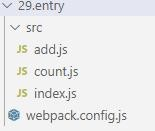 29.entry
src
JS add.js
JS count.js
JS index.js
webpack.config.js